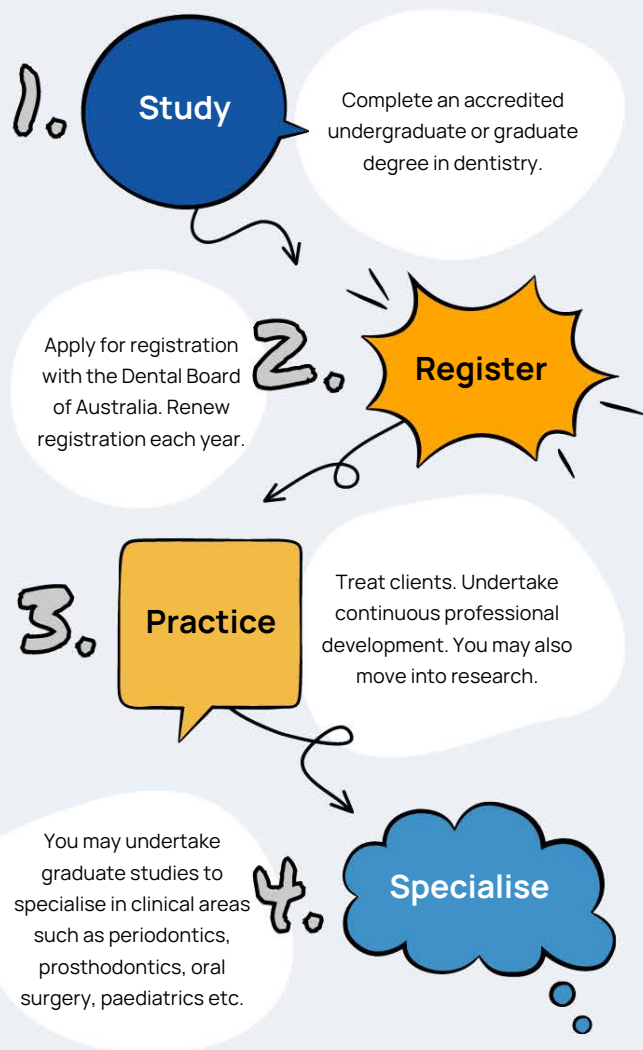 1.
Study
Complete an accredited
undergraduate or graduate
degree in dentistry.
2.
Register
Apply for registration
with the Dental Board
of Australia. Renew
registration each year.
3.
Practice
Treat clients. Undertake
continuous professional
development. You may also
move into research.
4.
Specialise
You may undertake
graduate studies to
specialise in clinical areas
such as periodontics,
prosthodontics, oral
surgery, paediatrics etc.